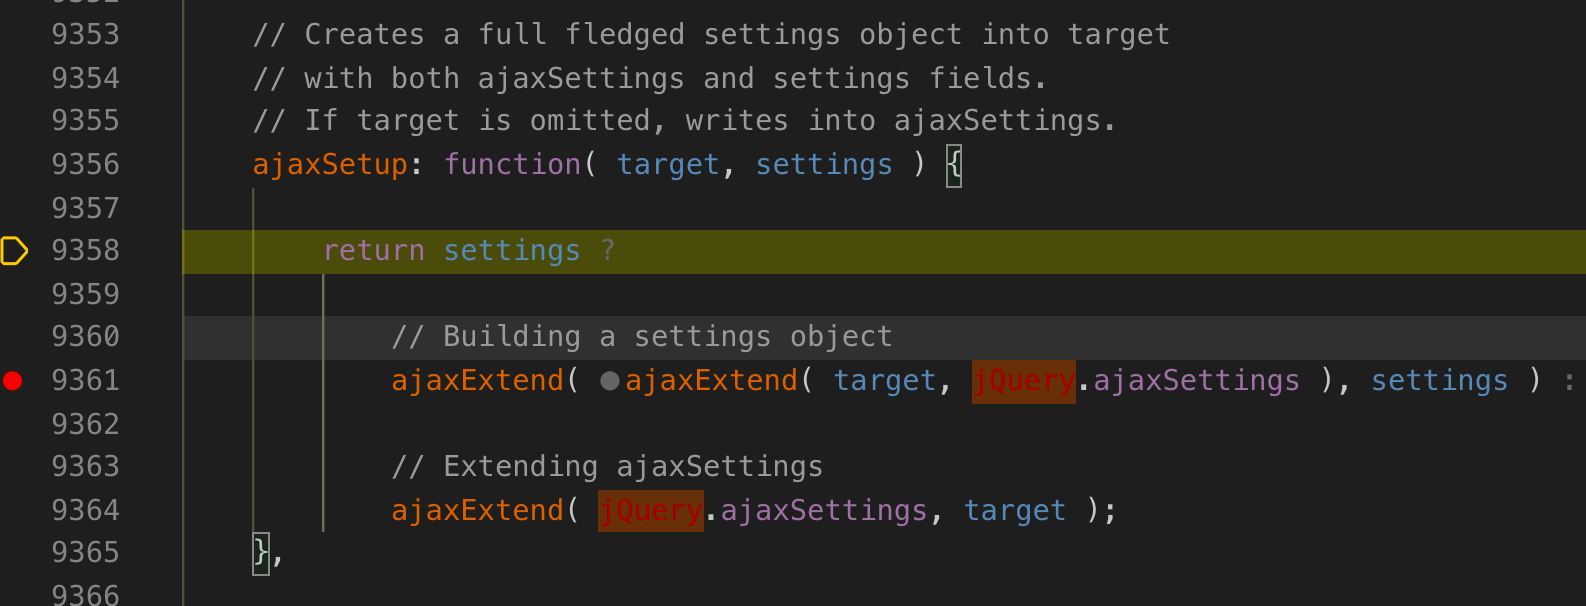 9353 // Creates a full fledged settings object into target
9354 // with both ajaxSettings and settings fields.
9355 // If target is omitted, writes into ajaxSettings.
9356 ajaxSetup: function( target, settings ) {
9357
9358 return settings ?
9359
9360 // Building a settings object
9361 ajaxExtend( ajaxExtend( target, jQuery.ajaxSettings ), settings ) :
9362
9363 // Extending ajaxSettings
9364 ajaxExtend( jQuery.ajaxSettings, target );
9365 },
9366